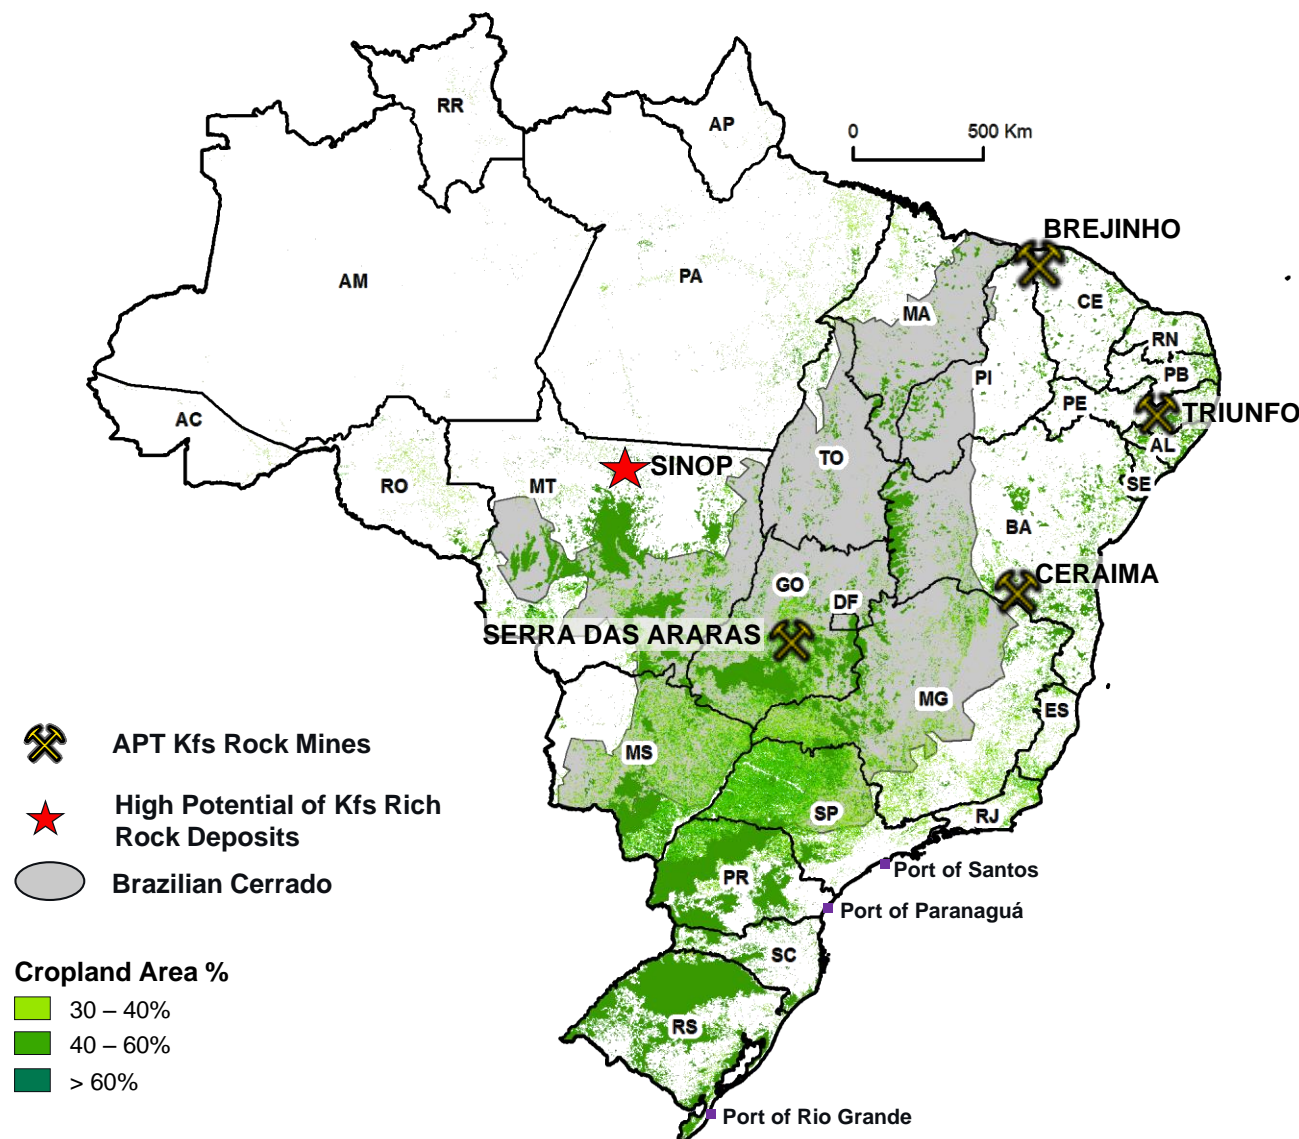 RR
AP
0 500 Km
BREJINHO
AM
PA
MA
CE
RN
PB
PI
PE
TRIUNFO
AC
AL
TO
SINOP
RO
MT
SE
BA
CERAIMA
GO
DF
SERRA DAS ARARAS
MG
ES
APT Kfs Rock Mines
MS
High Potential of Kfs Rich
Rock Deposits
SP
RJ
Port of Santos
Brazilian Cerrado
PR
Port of Paranaguá
SC
Cropland Area %
30 – 40%
RS
40 – 60%
> 60%
Port of Rio Grande